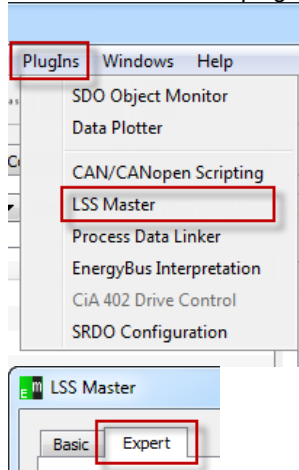 PlugIns Windows Help
SDO Object Monitor
Data Plotter
CAN/CANopen Scripting
LSS Master
Process Data Linker
EnergyBus Interpretation
CiA 402 Drive Control
SRDO Configuration
LSS Master
Basic Expert